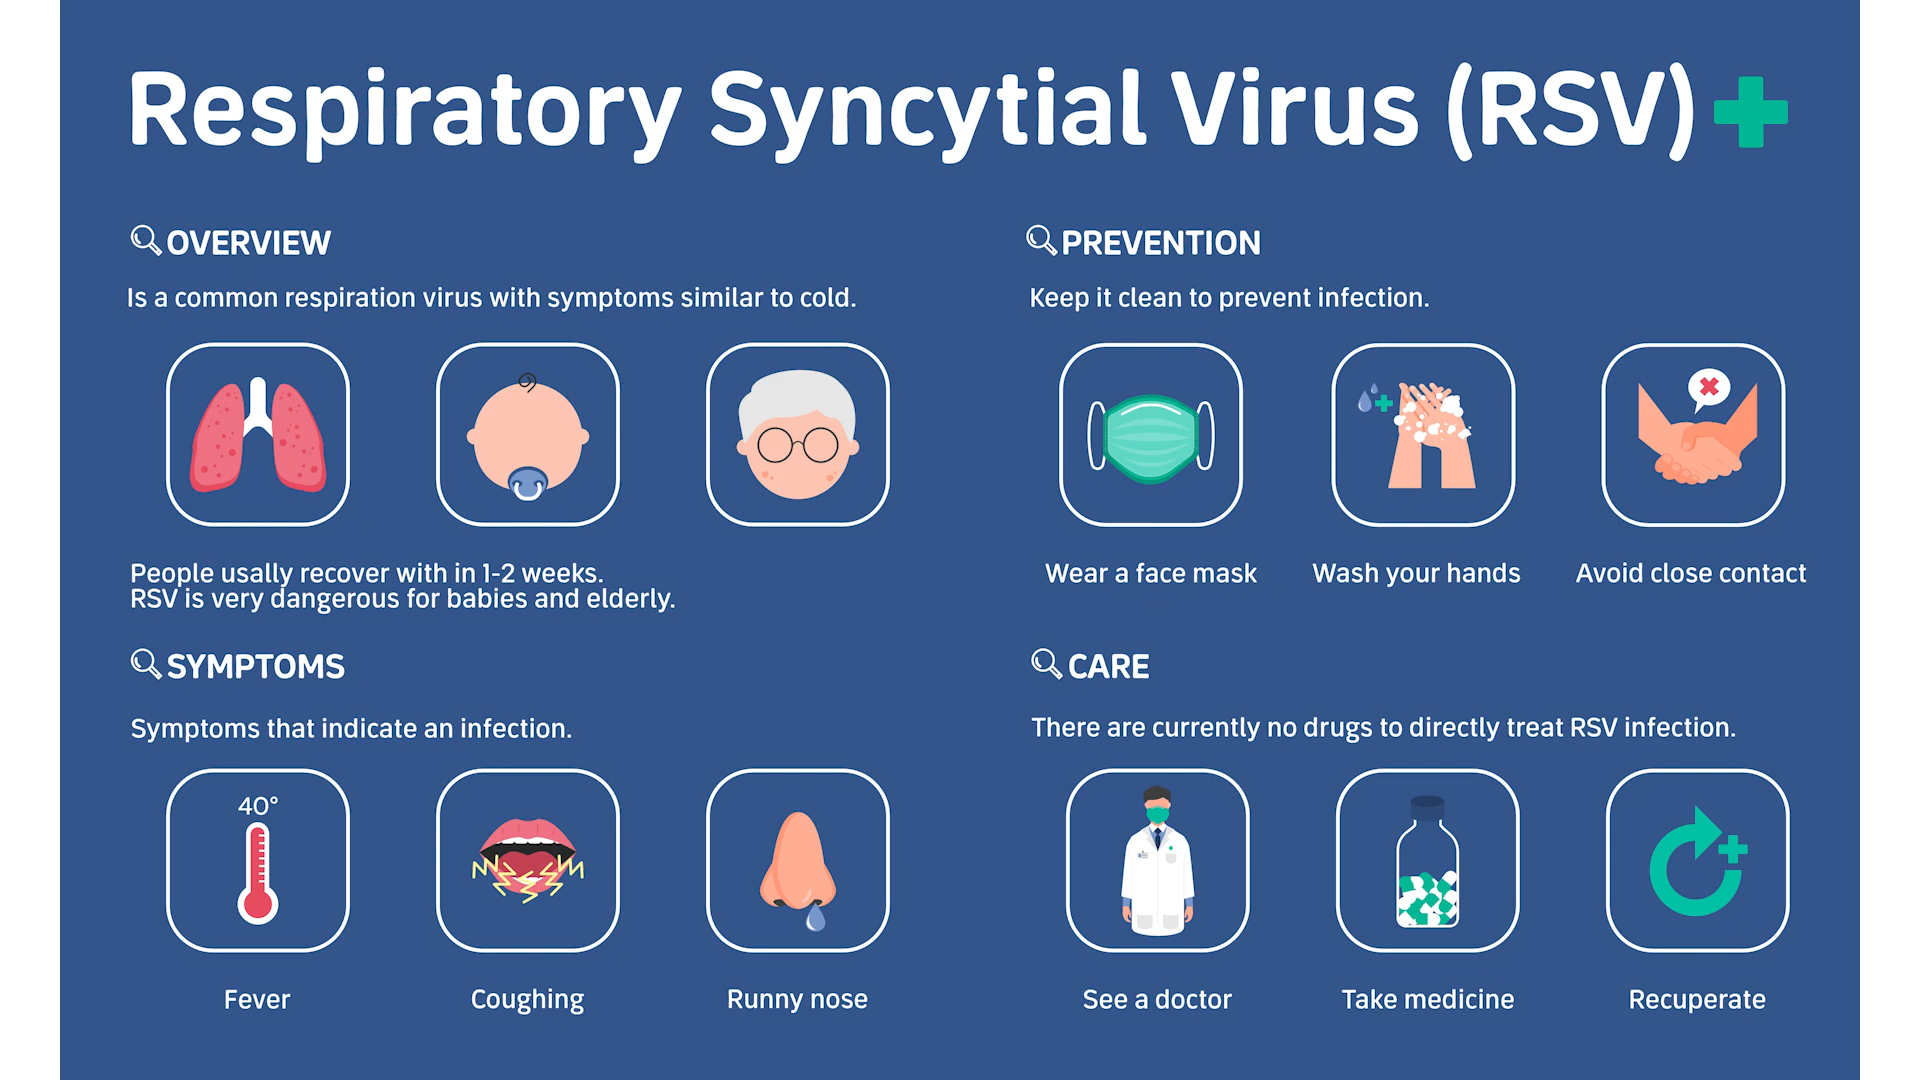 Respiratory Syncytial Virus (RSV)
OVERVIEW
Is a common respiration virus with symptoms similar to cold.
People usally recover with in 1-2 weeks.
RSV is very dangerous for babies and elderly.
PREVENTION
Keep it clean to prevent infection.
Wear a face mask
Wash your hands
Avoid close contact
SYMPTOMS
Symptoms that indicate an infection.
40°
Fever
Coughing
Runny nose
CARE
There are currently no drugs to directly treat RSV infection.
See a doctor
Take medicine
Recuperate